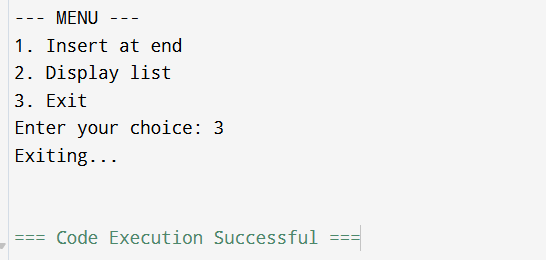 --- MENU ---
1. Insert at end
2. Display list
3. Exit
Enter your choice: 3
Exiting...
=== Code Execution Successful ===